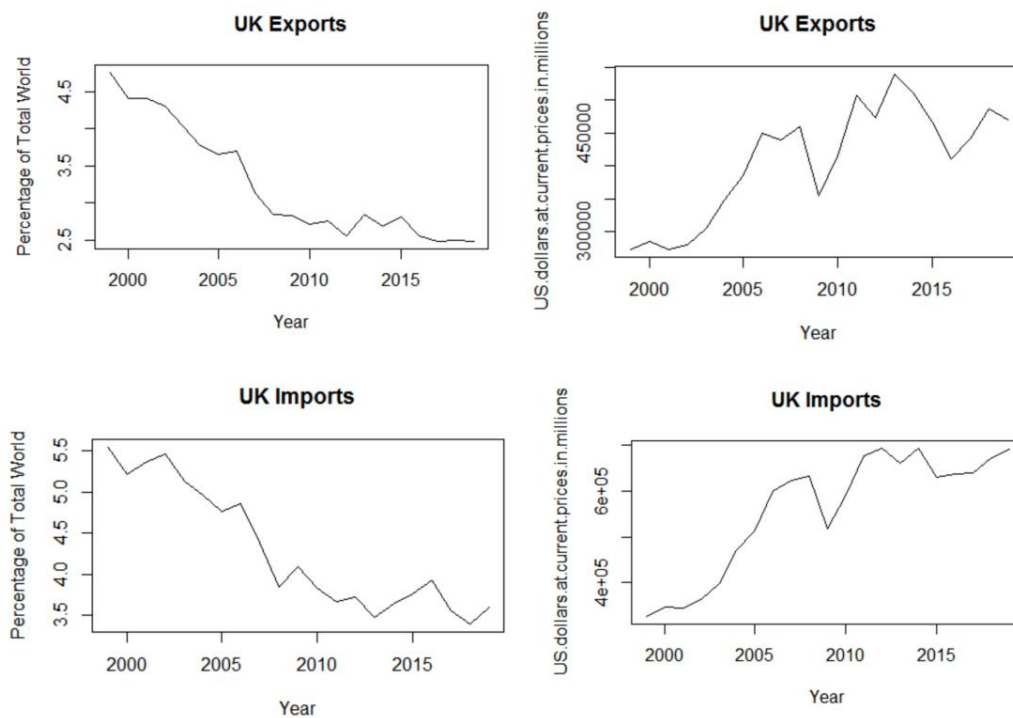 UK Exports
Percentage of Total World
4.5
3.5
2.5
2000 2005 2010 2015
Year
UK Exports
US.dollars.at.current.prices.in.millions
450000
300000
2000 2005 2010 2015
Year
UK Imports
Percentage of Total World
5.5
5.0
4.5
4.0
3.5
2000 2005 2010 2015
Year
UK Imports
US.dollars.at.current.prices.in.millions
6e+05
4e+05
2000 2005 2010 2015
Year